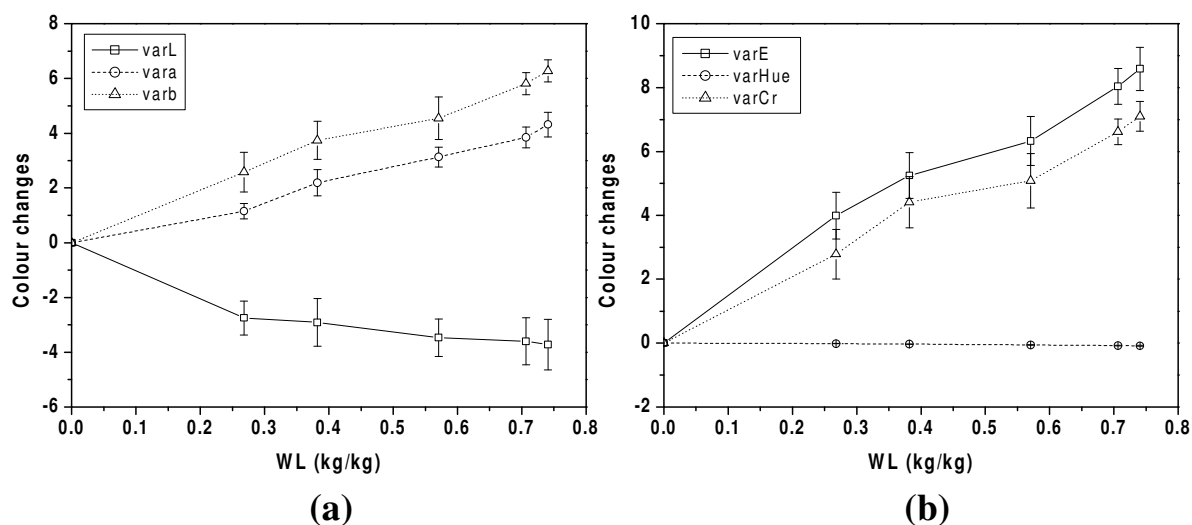 8
6
4
2
0
-2
-4
-6
Colour changes
varL
vara
varb
0.0 0.1 0.2 0.3 0.4 0.5 0.6 0.7 0.8
WL (kg/kg)
(a)
10
8
6
4
2
0
-2
Colour changes
varE
varHue
varCr
0.0 0.1 0.2 0.3 0.4 0.5 0.6 0.7 0.8
WL (kg/kg)
(b)